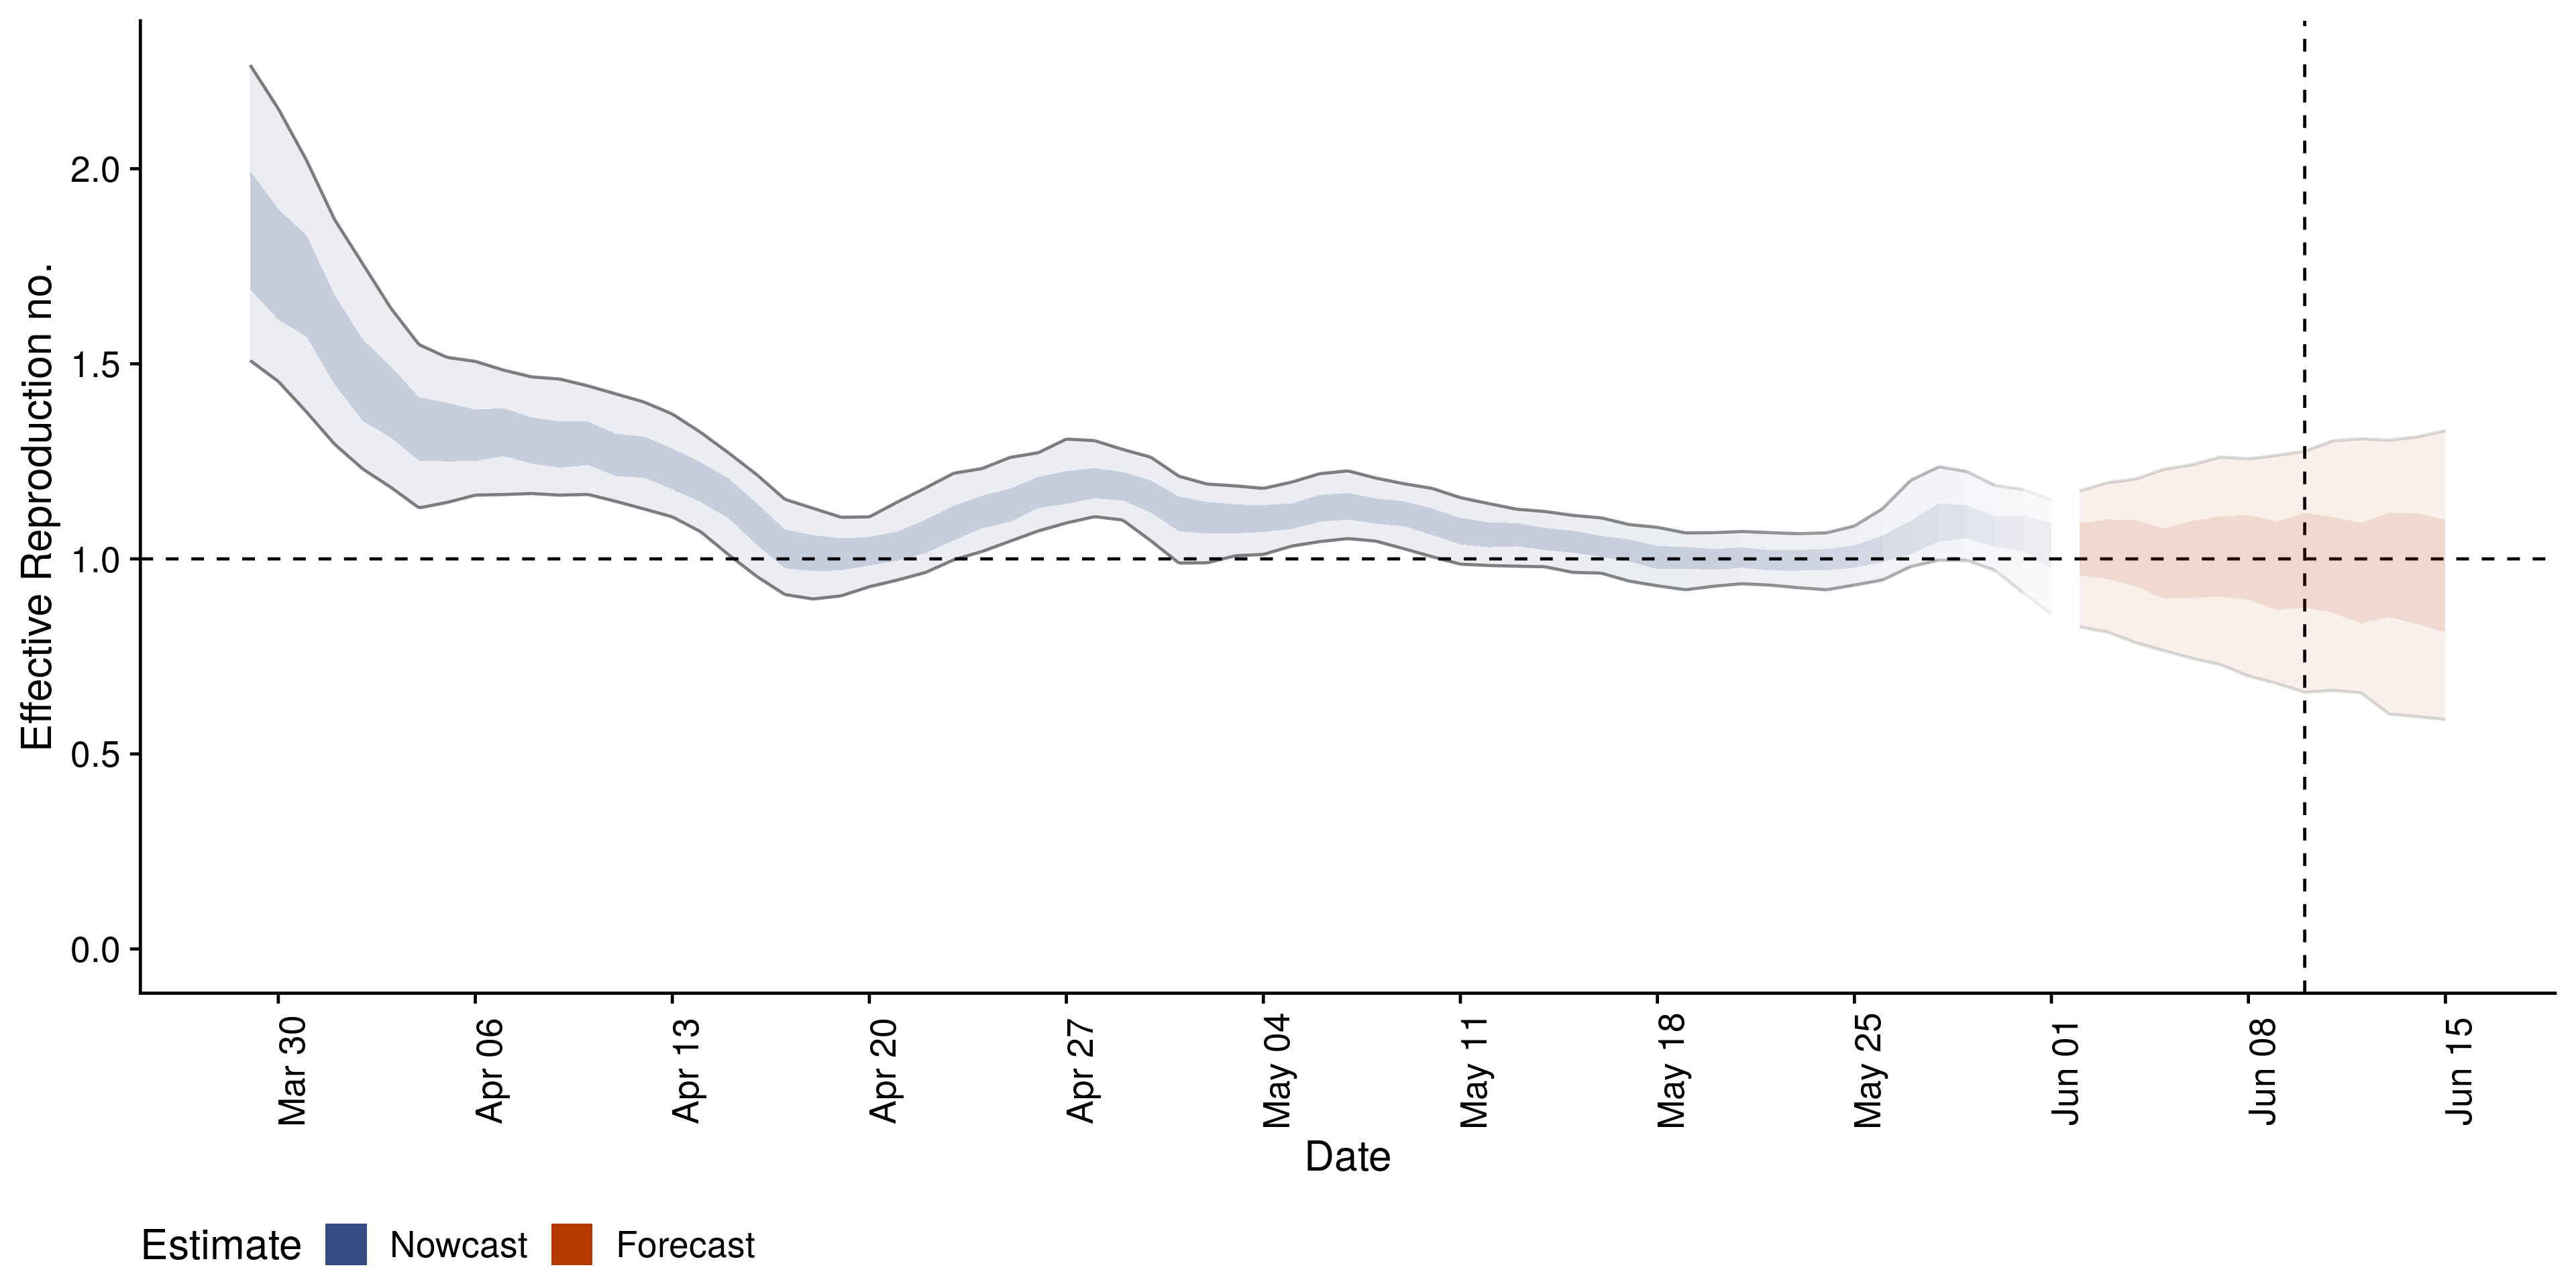 Effective Reproduction no.
2.0
1.5
1.0
0.5
0.0
Mar 30
Apr 06
Apr 13
Apr 20
Apr 27
May 04
May 11
May 18
May 25
Jun 01
Jun 08
Jun 15
Date
Estimate Nowcast Forecast